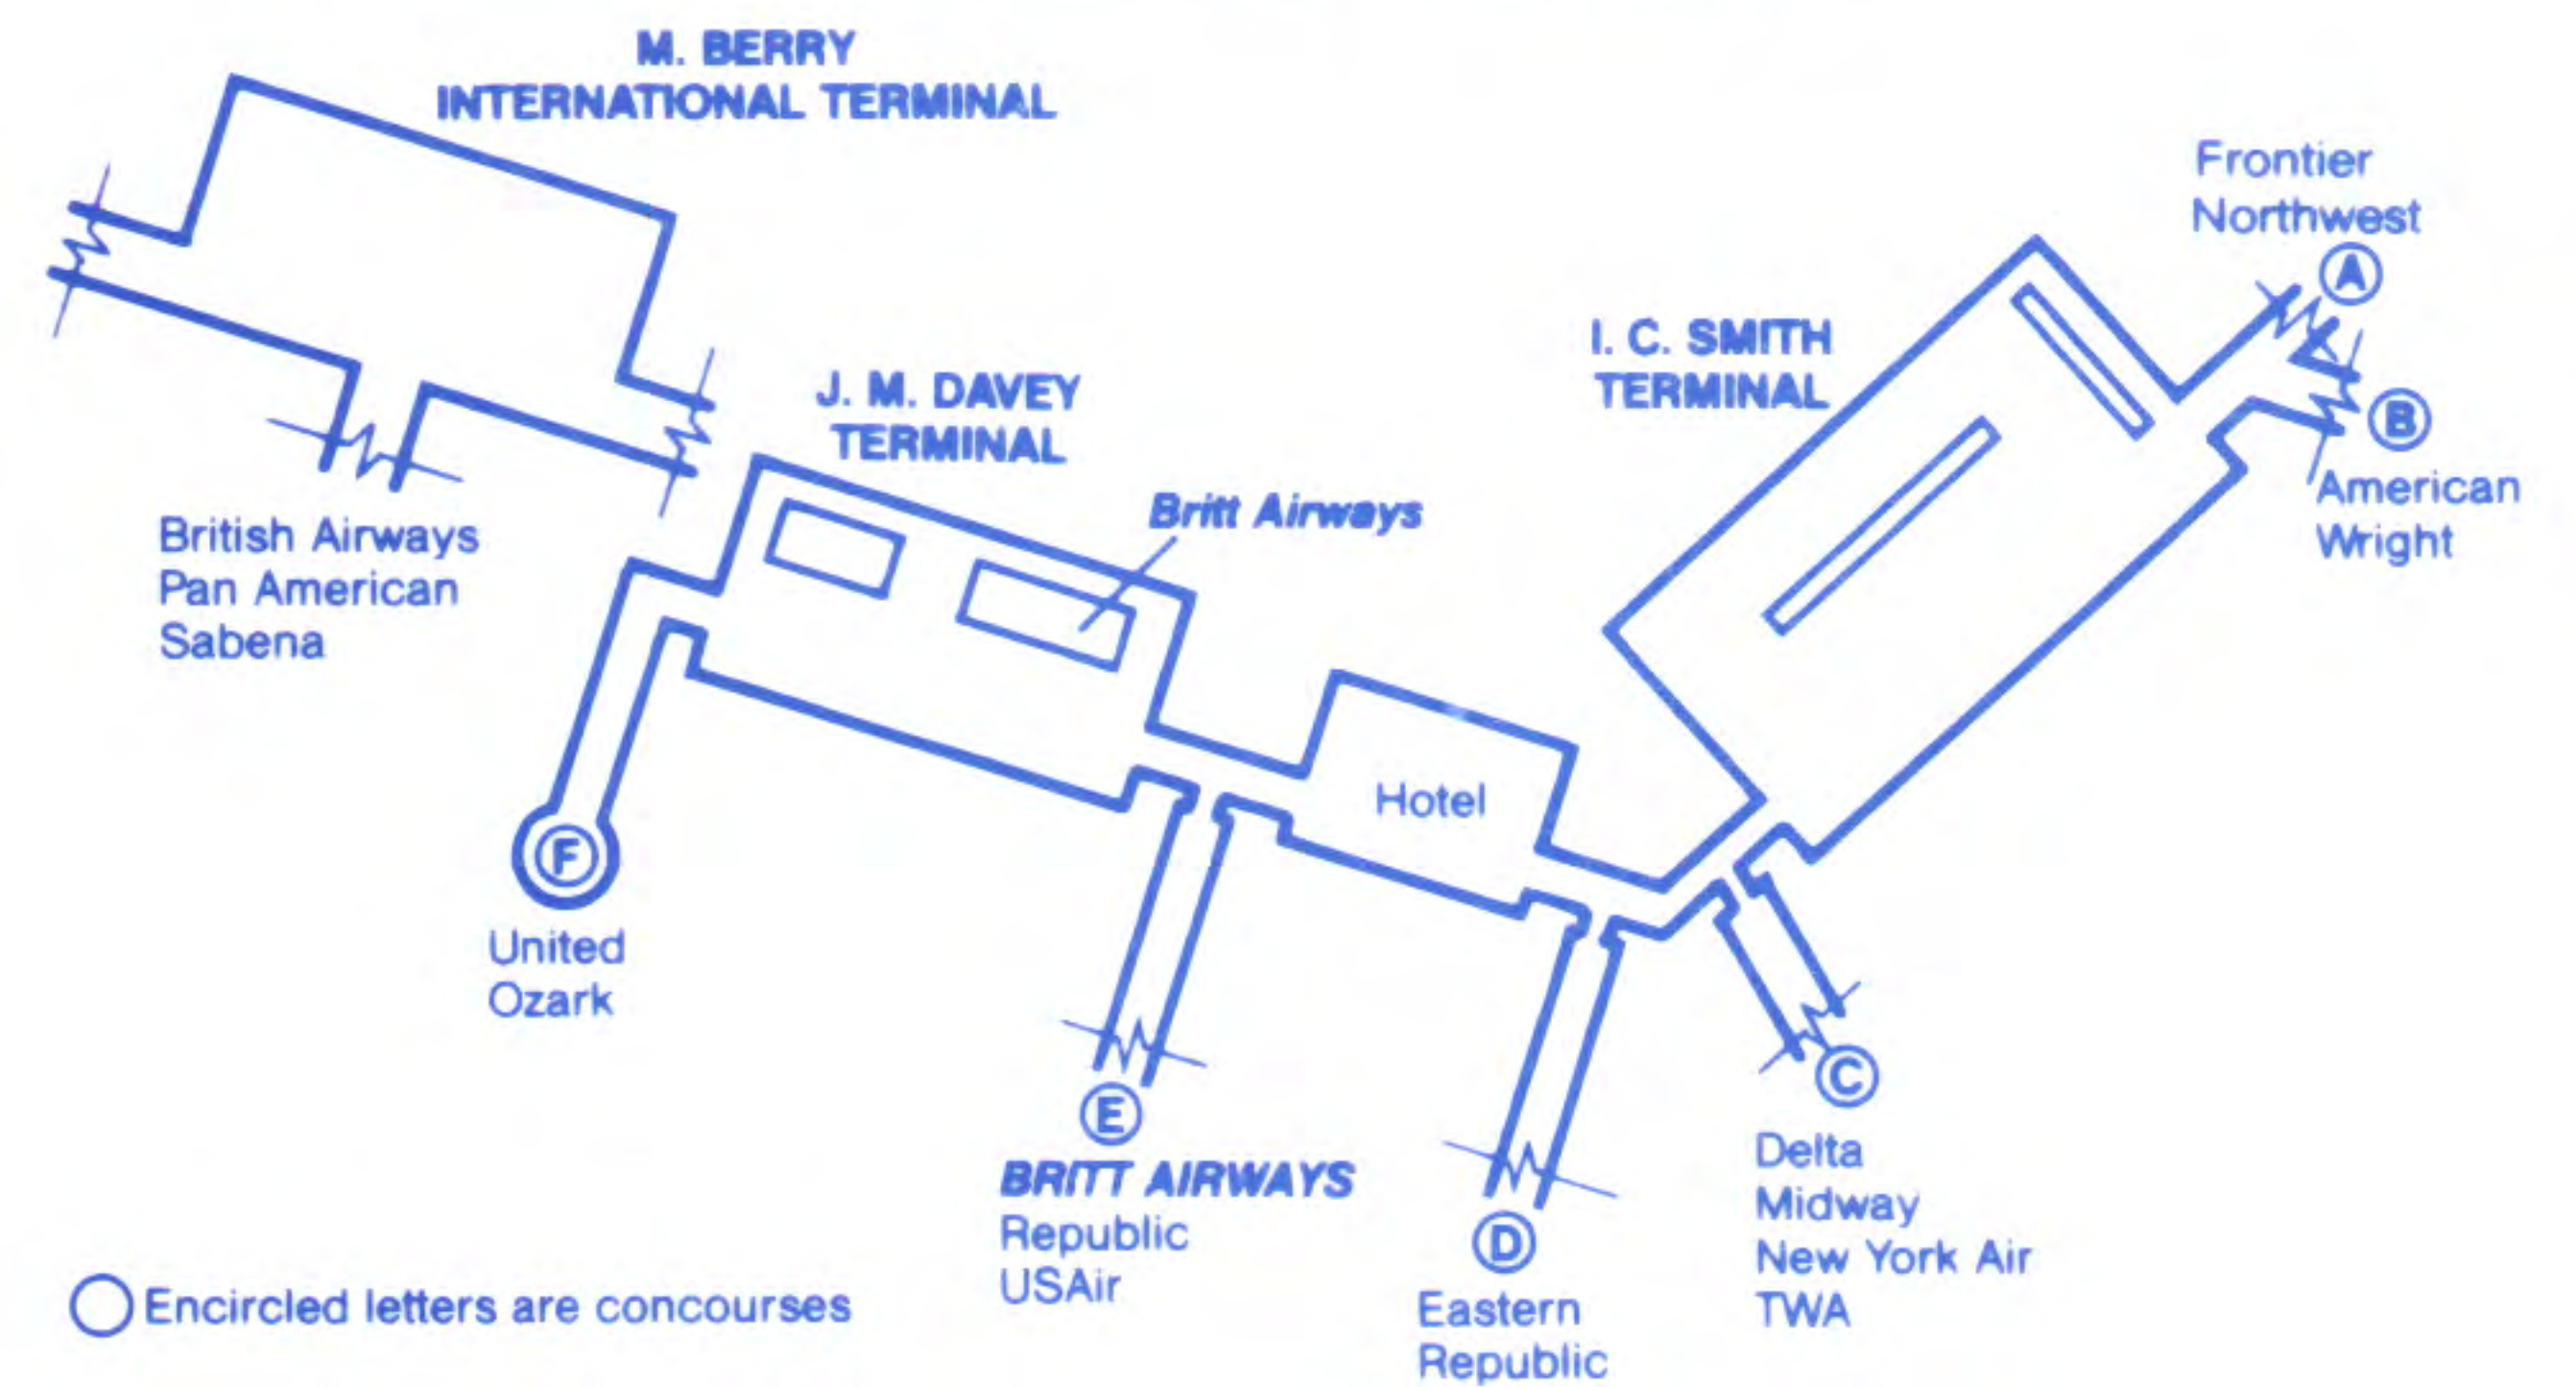 M. BERRY
INTERNATIONAL TERMINAL
Frontier
Northwest
A
I. C. SMITH
TERMINAL
J. M. DAVEY
TERMINAL
B
American
Wright
Britt Airways
British Airways
Pan American
Sabena
Hotel
F
United
Ozark
C
Delta
Midway
New York Air
TWA
E
BRITT AIRWAYS
Republic
USAir
D
Eastern
Republic
Encircled letters are concourses